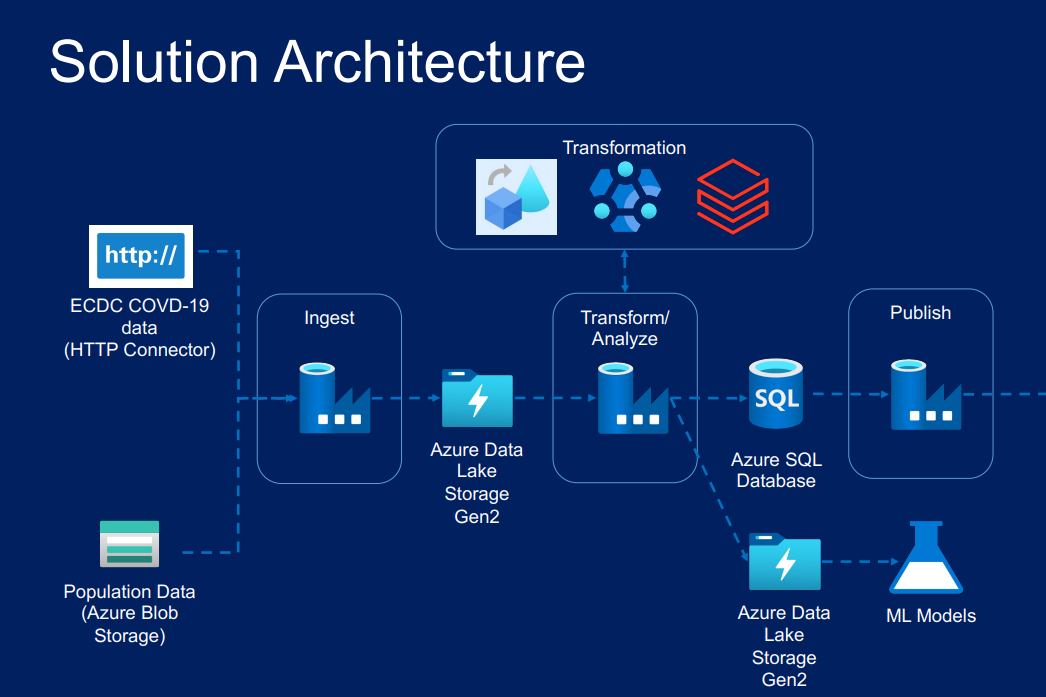 Solution Architecture
Transformation
http://
ECDC COVD-19
data
(HTTP Connector)
Ingest
Transform/
Analyze
Publish
SQL
Azure Data
Lake
Storage
Gen2
Azure SQL
Database
Population Data
(Azure Blob
Storage)
Azure Data
Lake
Storage
Gen2
ML Models